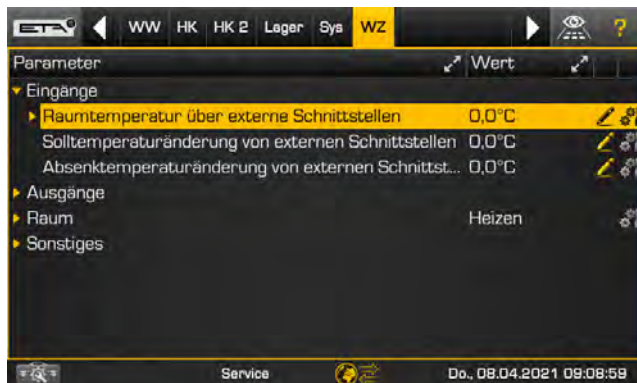 ETA WW HK HK 2 Lager Sys WZ ?
Parameter Wert
Eingänge
Raumtemperatur über externe Schnittstellen 0,0°C
Solltemperaturänderung von externen Schnittstellen 0,0°C
Absenktemperaturänderung von externen Schnittst... 0,0°C
Ausgänge
Raum Heizen
Sonstiges
Service Do., 08.04.2021 09:08:59